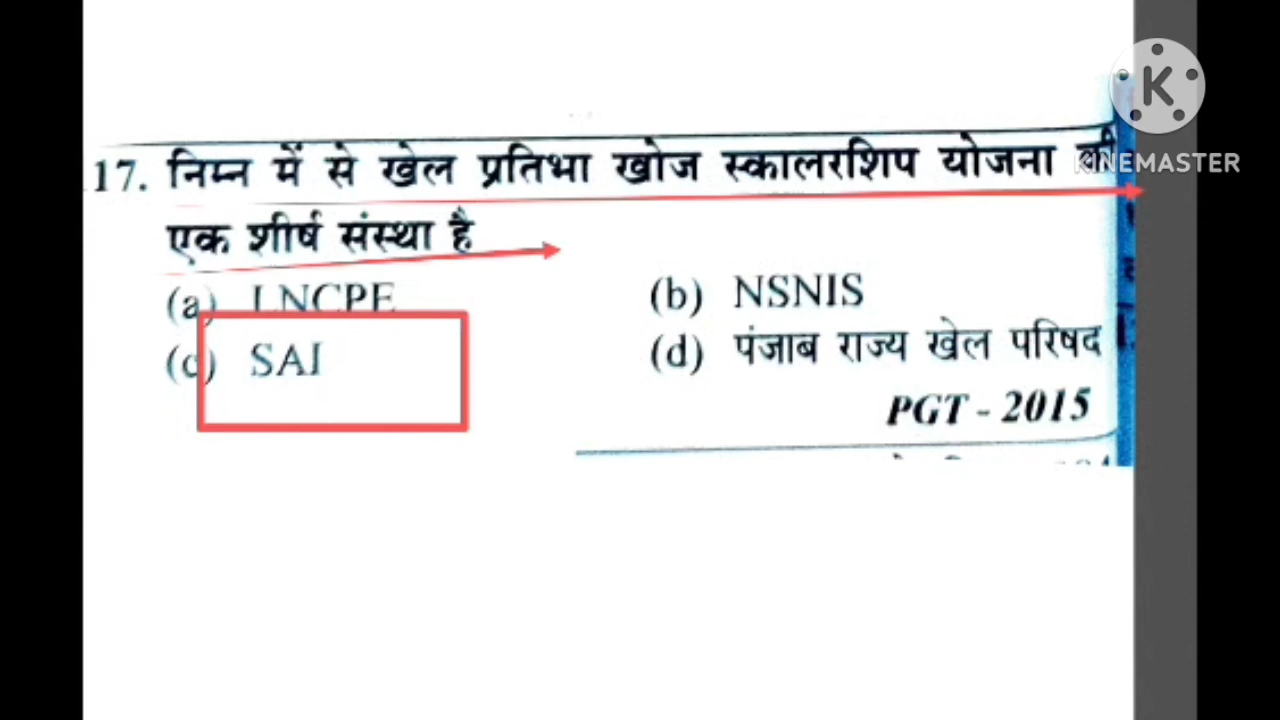 K
KINEMASTER
17. निम्न में से खेल प्रतिभा खोज स्कालरशिप योजना की
एक शीर्ष संस्था है
(a) LNCPE (b) NSNIS
(c) SAI (d) पंजाब राज्य खेल परिषद
PGT - 2015